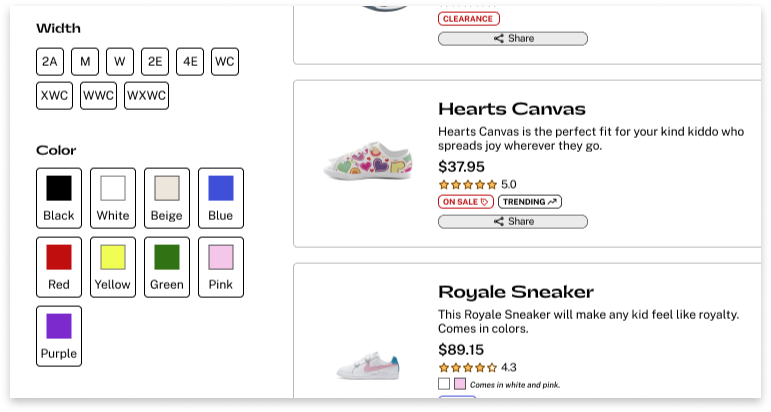 Width
2A M W 2E 4E WC
XWC WWC WXWC
Color
Black White Beige Blue
Red Yellow Green Pink
Purple
CLEARANCE
Share
Hearts Canvas
Hearts Canvas is the perfect fit for your kind kiddo who
spreads joy wherever they go.
$37.95
5.0
ON SALE TRENDING
Share
Royale Sneaker
This Royale Sneaker will make any kid feel like royalty.
Comes in colors.
$89.15
4.3
Comes in white and pink.